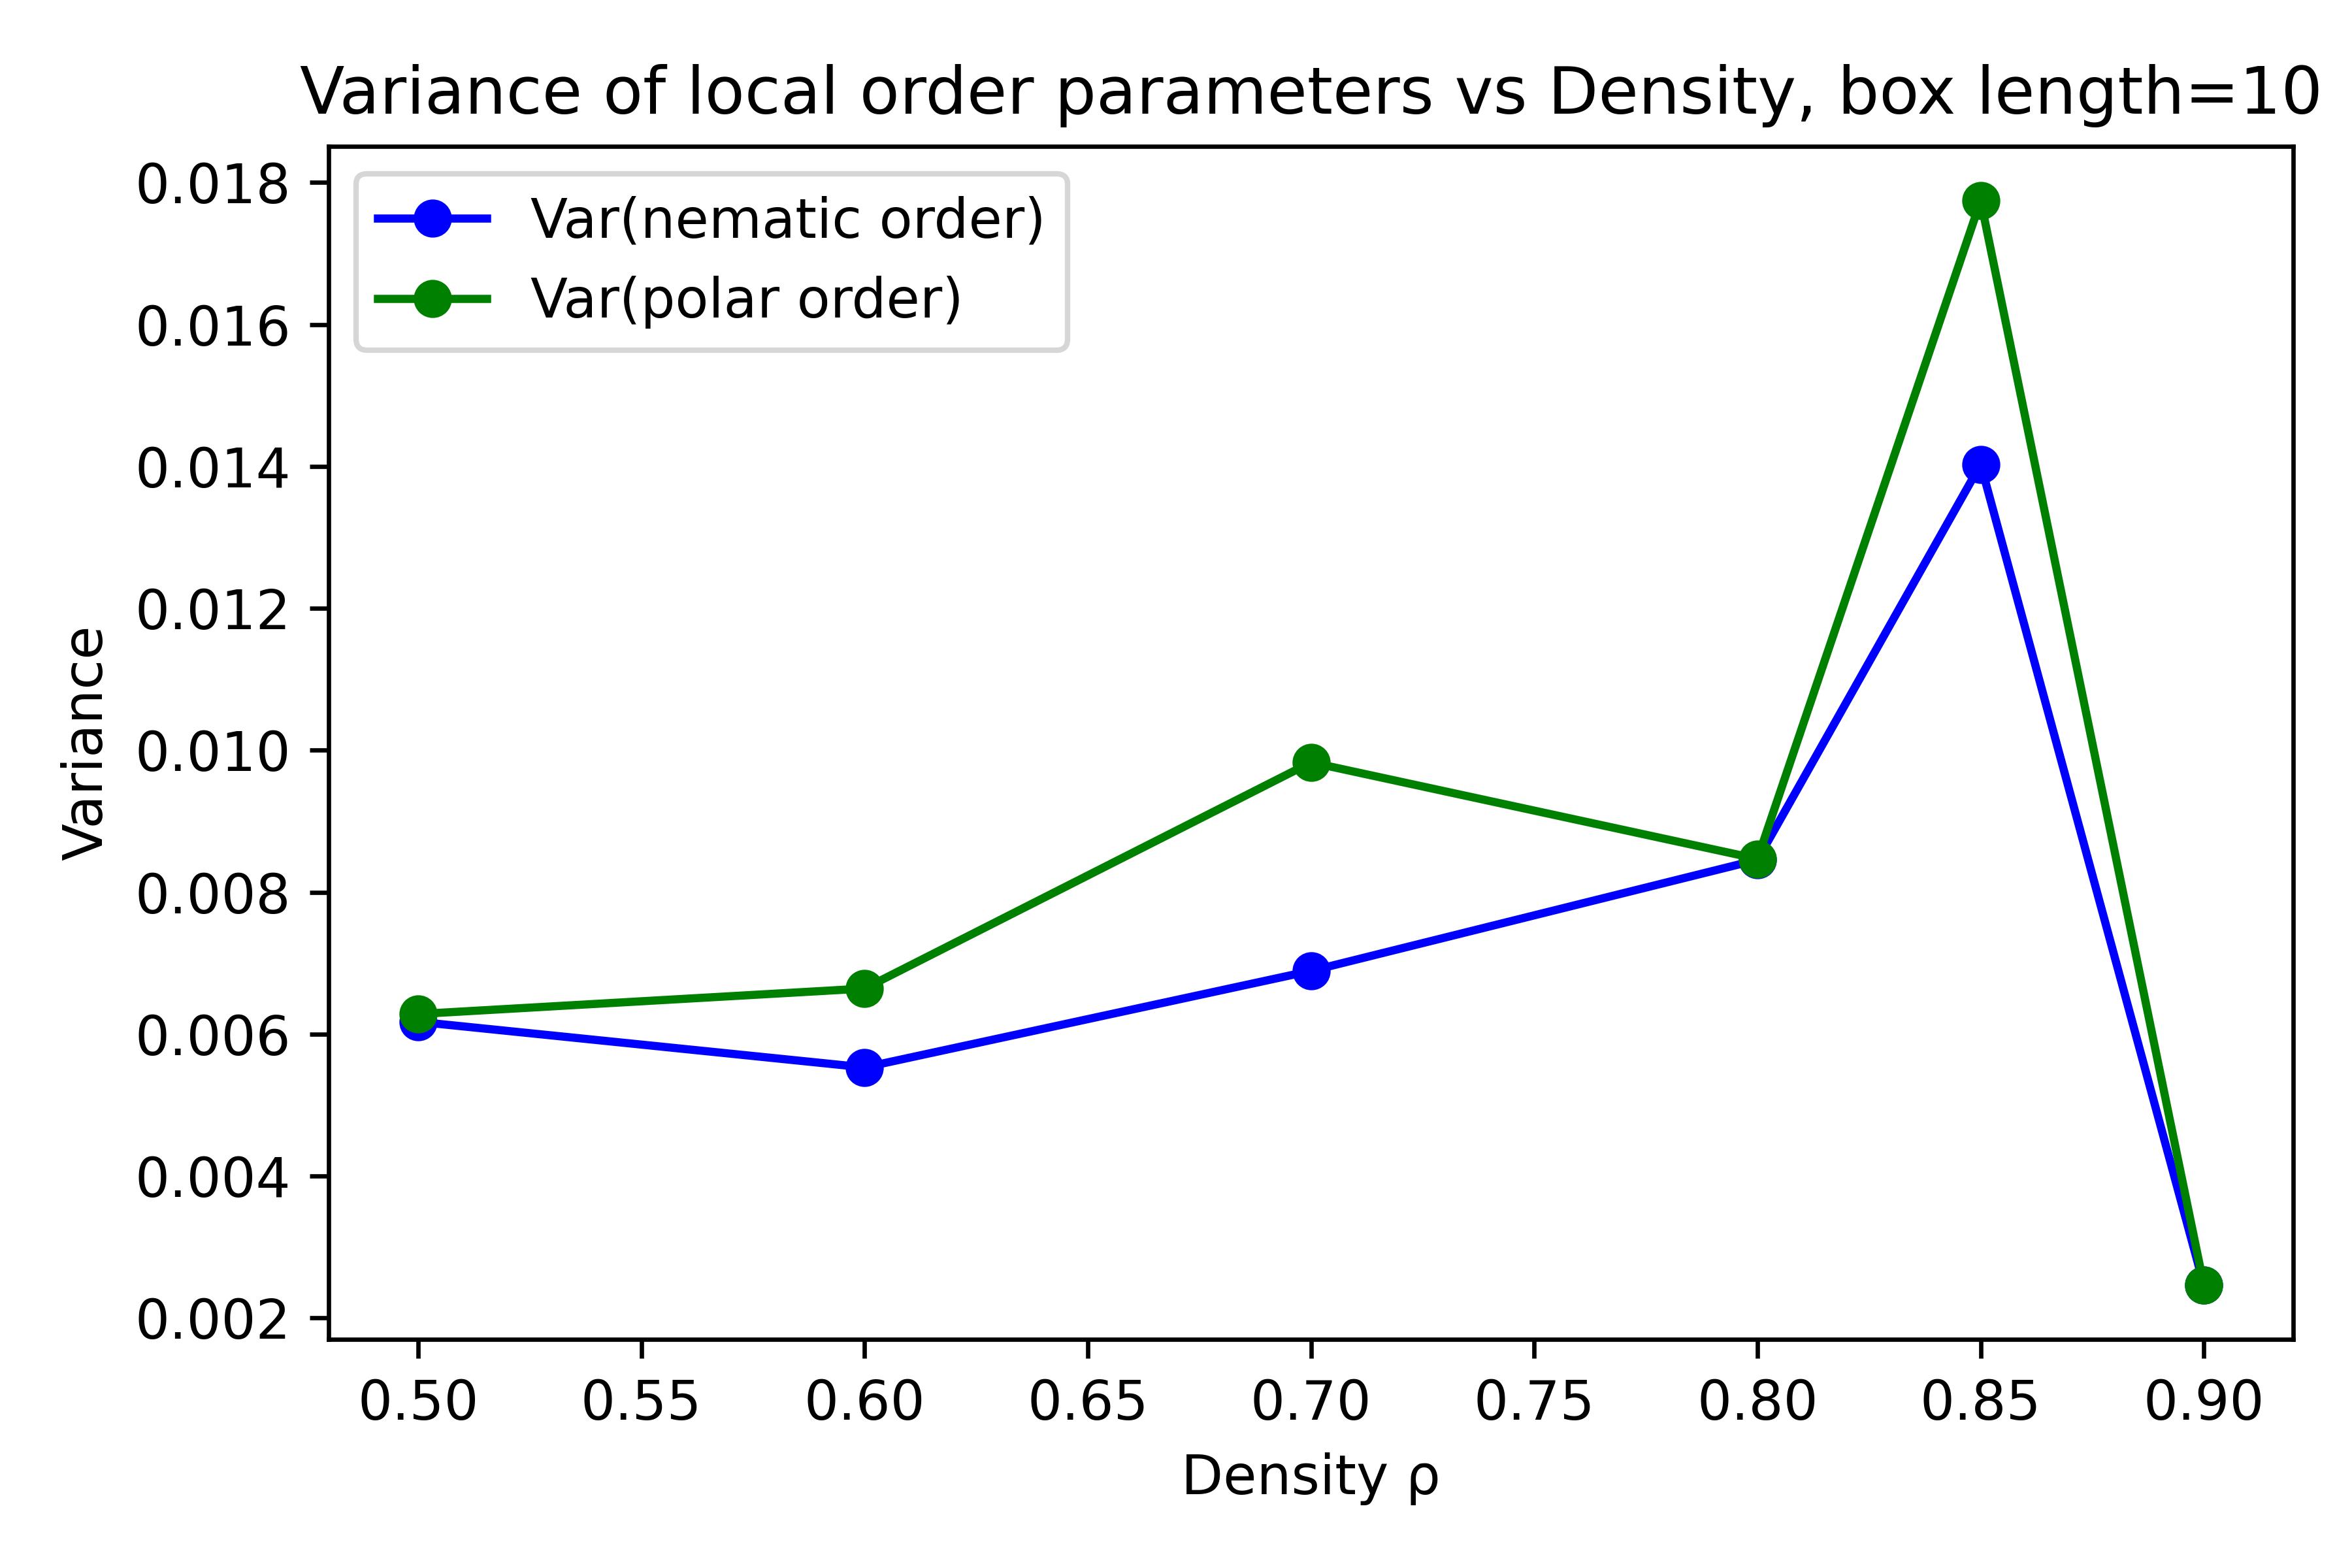 Variance of local order parameters vs Density, box length=10
Var(nematic order)
Var(polar order)
Variance
0.018
0.016
0.014
0.012
0.010
0.008
0.006
0.004
0.002
0.50 0.55 0.60 0.65 0.70 0.75 0.80 0.85 0.90
Density ρ